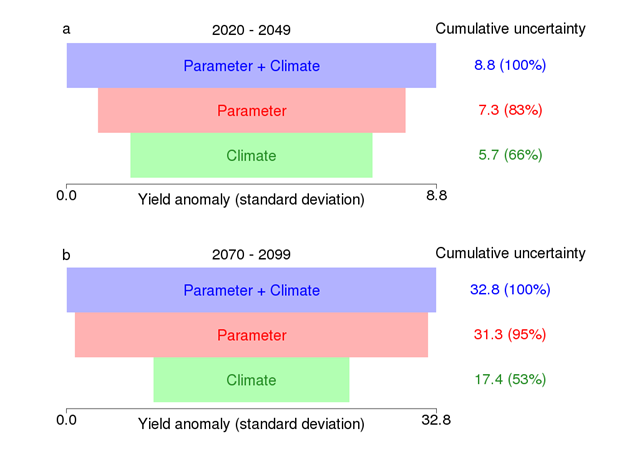 a
2020 - 2049
Cumulative uncertainty
Parameter + Climate
8.8 (100%)
Parameter
7.3 (83%)
Climate
5.7 (66%)
0.0
Yield anomaly (standard deviation)
8.8
b
2070 - 2099
Cumulative uncertainty
Parameter + Climate
32.8 (100%)
Parameter
31.3 (95%)
Climate
17.4 (53%)
0.0
Yield anomaly (standard deviation)
32.8